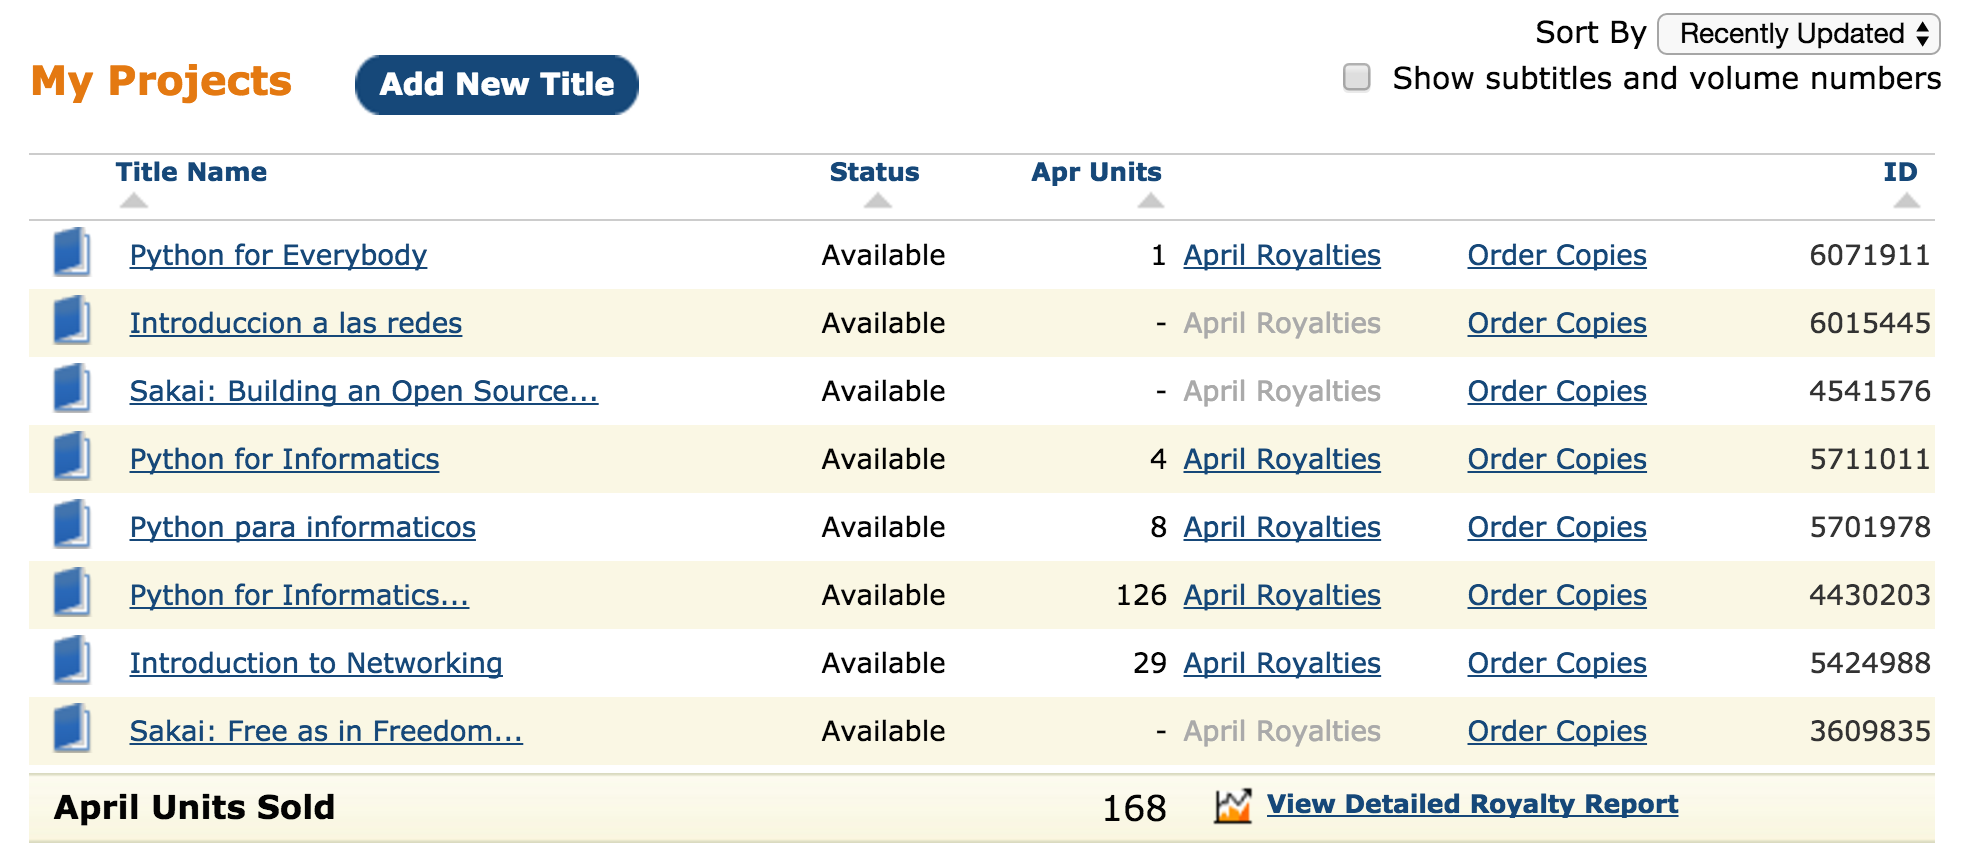 Sort By Recently Updated
My Projects Add New Title Show subtitles and volume numbers
Title Name Status Apr Units ID
Python for Everybody Available 1 April Royalties Order Copies 6071911
Introduccion a las redes Available - April Royalties Order Copies 6015445
Sakai: Building an Open Source... Available - April Royalties Order Copies 4541576
Python for Informatics Available 4 April Royalties Order Copies 5711011
Python para informaticos Available 8 April Royalties Order Copies 5701978
Python for Informatics... Available 126 April Royalties Order Copies 4430203
Introduction to Networking Available 29 April Royalties Order Copies 5424988
Sakai: Free as in Freedom... Available - April Royalties Order Copies 3609835
April Units Sold 168 View Detailed Royalty Report